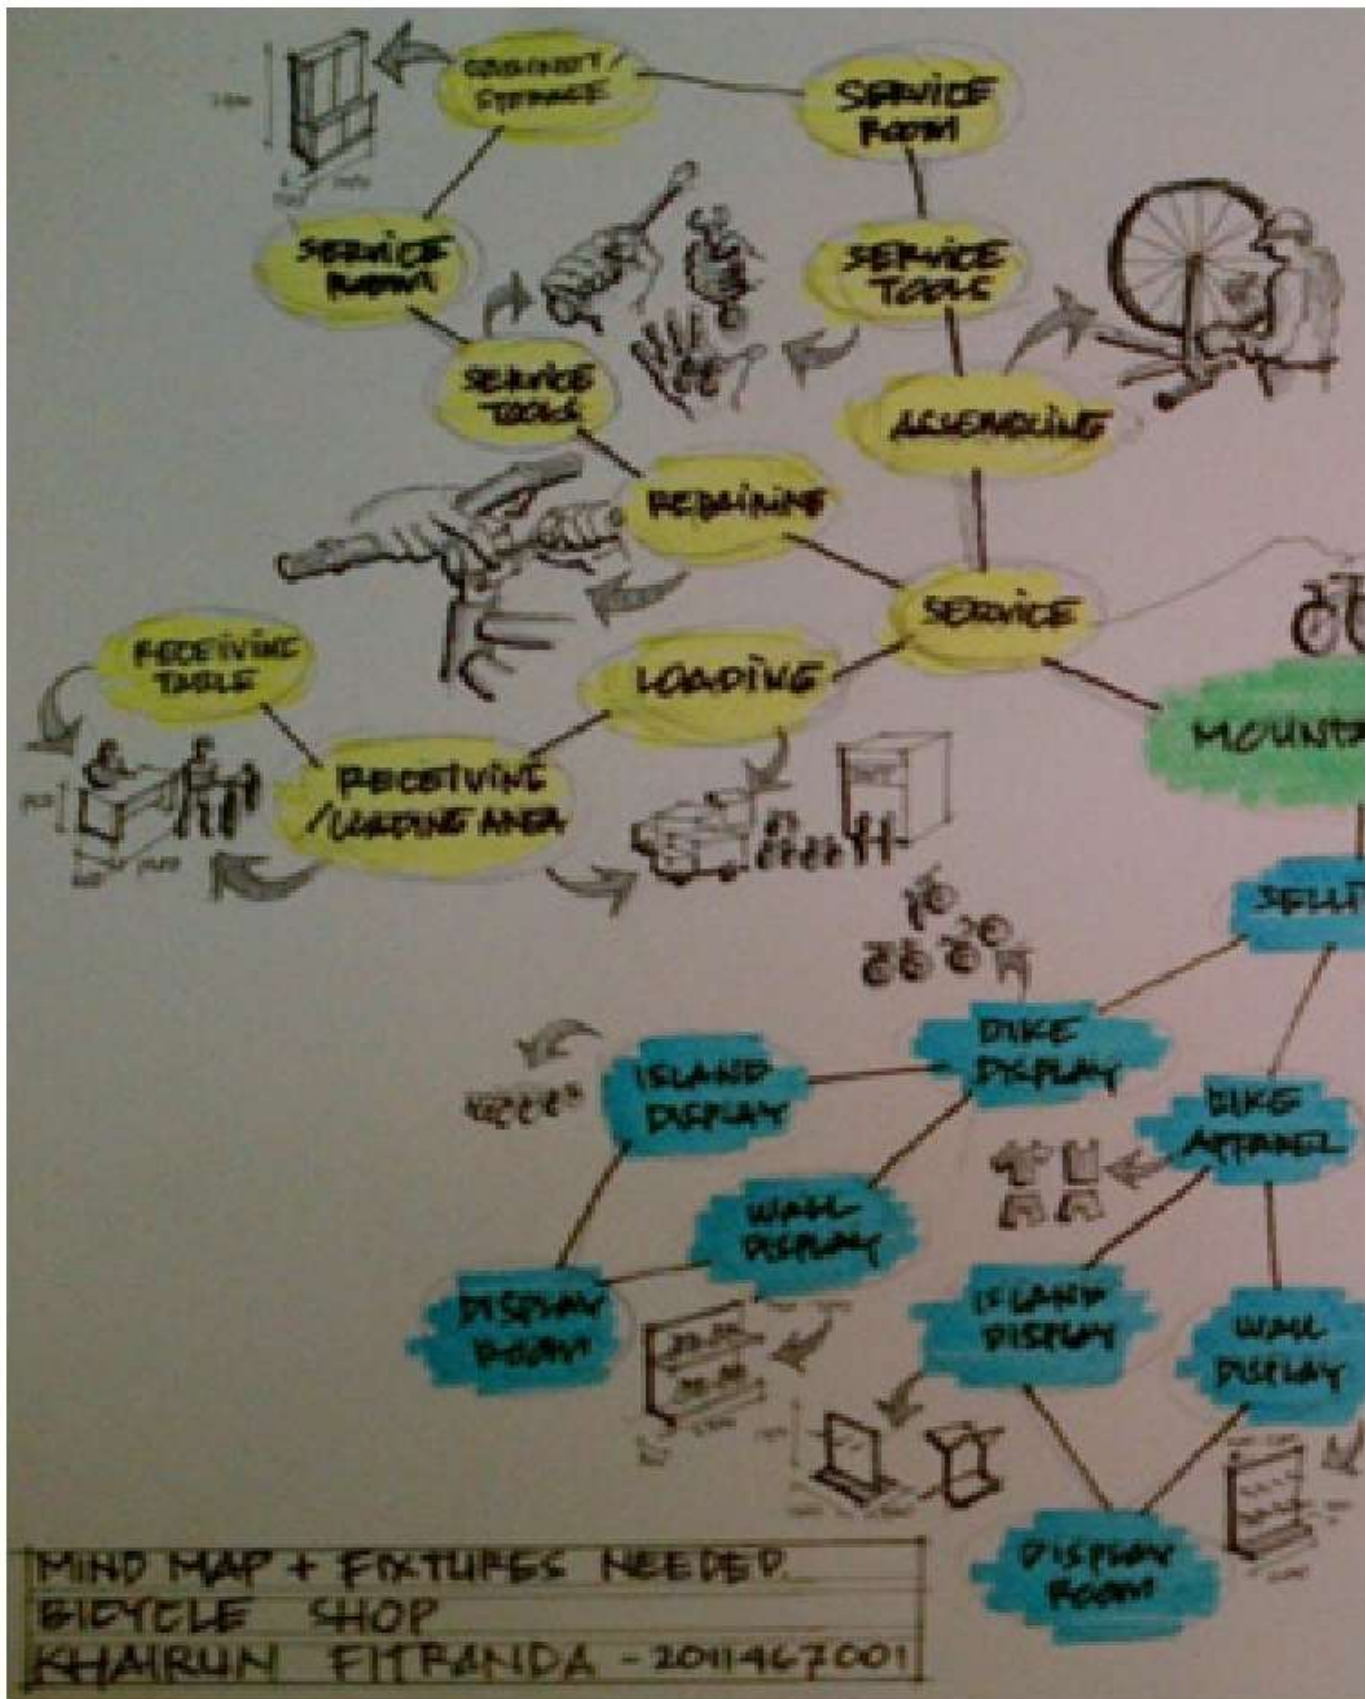 CABINET /
STORAGE
SERVICE
ROOM
SERVICE
ROOM
SERVICE
TOOLS
SERVICE
TOOLS
ASSEMBLING
REPAIRING
SERVICE
RECEIVING
TABLE
LOADING
MOUNTA
RECEIVING
/LOADING AREA
SELLI
BIKE
DISPLAY
ISLAND
DISPLAY
BIKE
APPAREL
WALL
DISPLAY
DISPLAY
ROOM
ISLAND
DISPLAY
WALL
DISPLAY
DISPLAY
ROOM
MIND MAP + FIXTURES NEEDED
BICYCLE SHOP
KHAIRUN FITRANDA - 2011467001